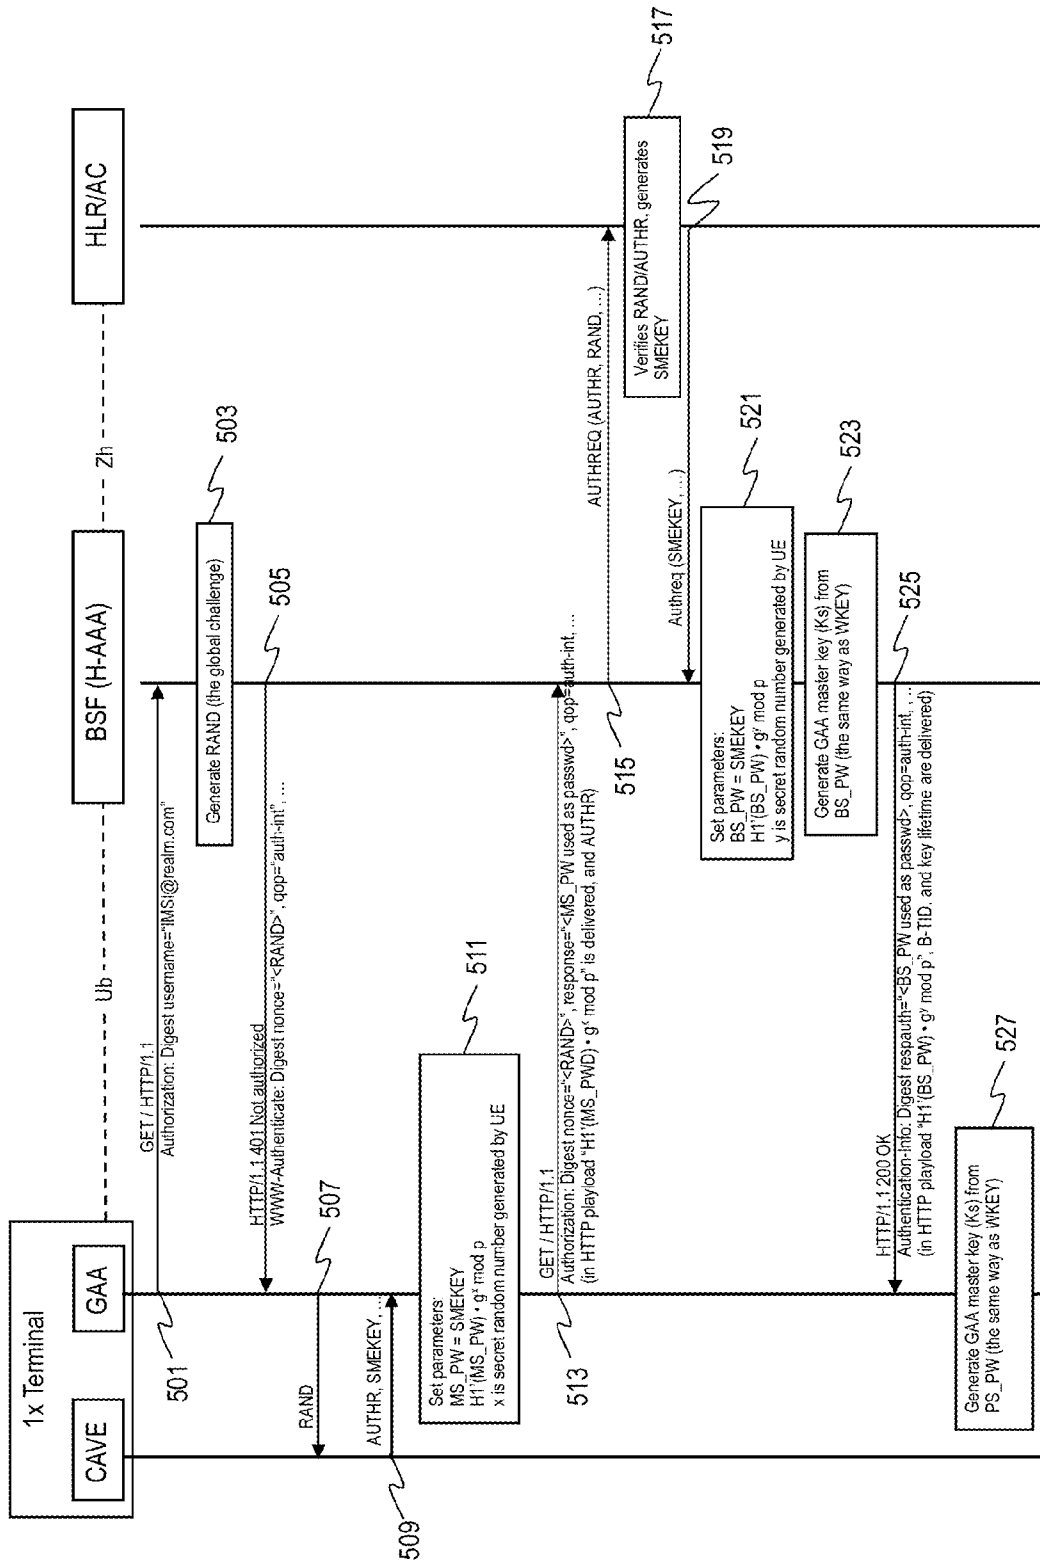 1x Terminal
CAVE
GAA
Ub
BSF (H-AAA)
Zh
HLR/AC
GET / HTTP/1.1
Authorization: Digest username="IMSI@realm.com"
501
Generate RAND (the global challenge)
503
HTTP/1.1 401 Not authorized
WWW-Authenticate: Digest nonce="<RAND>", qop="auth-int", ...
505
RAND
507
AUTHR, SMEKEY, ...
509
Set parameters:
MS_PW = SMEKEY
H1'(MS_PW) • gˣ mod p
x is secret random number generated by UE
511
GET / HTTP/1.1
Authorization: Digest nonce="<RAND>", response="<MS_PW used as passwd>", qop=auth-int, ...
(in HTTP playload "H1'(MS_PWD) • gˣ mod p" is delivered, and AUTHR)
513
AUTHREQ (AUTHR, RAND, ...)
515
Verifies RAND/AUTHR, generates
SMEKEY
517
Authreq (SMEKEY, ...)
519
Set parameters:
BS_PW = SMEKEY
H1'(BS_PW) • gʸ mod p
y is secret random number generated by UE
521
Generate GAA master key (Ks) from
BS_PW (the same way as WKEY)
523
HTTP/1.1 200 OK
Authentication-Info: Digest respauth="<BS_PW used as passwd>, qop=auth-int, ...
(in HTTP playload "H1'(BS_PW) • gʸ mod p", B-TID, and key lifetime are delivered)
525
Generate GAA master key (Ks) from
PS_PW (the same way as WKEY)
527